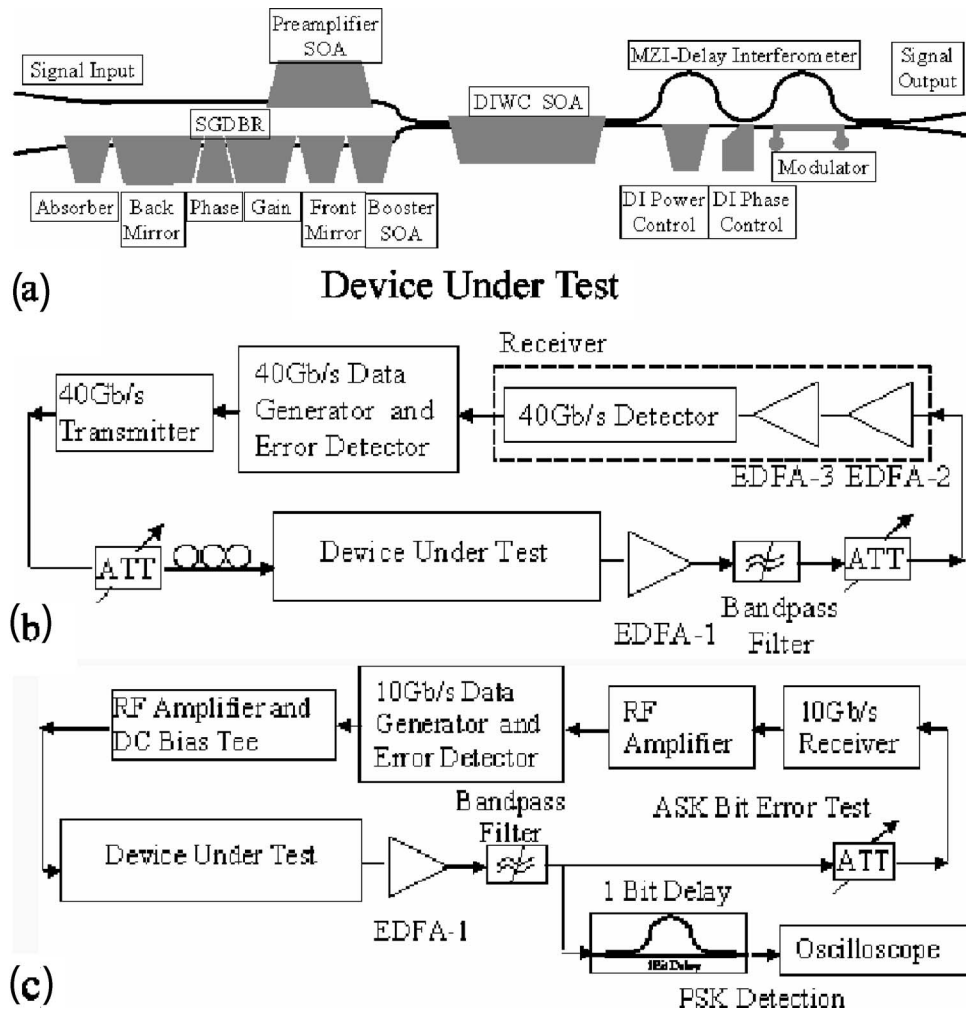 Preamplifier
SOA
Signal Input
MZI-Delay Interferometer
Signal
Output
SGDBR
DIWC SOA
Modulator
Absorber
Back
Mirror
Phase
Gain
Front
Mirror
Booster
SOA
DI Power
Control
DI Phase
Control
(a)
Device Under Test
Receiver
40Gb/s
Transmitter
40Gb/s Data
Generator and
Error Detector
40Gb/s Detector
EDFA-3
EDFA-2
ATT
Device Under Test
ATT
EDFA-1
Bandpass
Filter
(b)
RF Amplifier and
DC Bias Tee
10Gb/s Data
Generator and
Error Detector
RF
Amplifier
10Gb/s
Receiver
Bandpass
Filter
ASK Bit Error Test
Device Under Test
ATT
EDFA-1
1 Bit Delay
1Bit Delay
Oscilloscope
PSK Detection
(c)